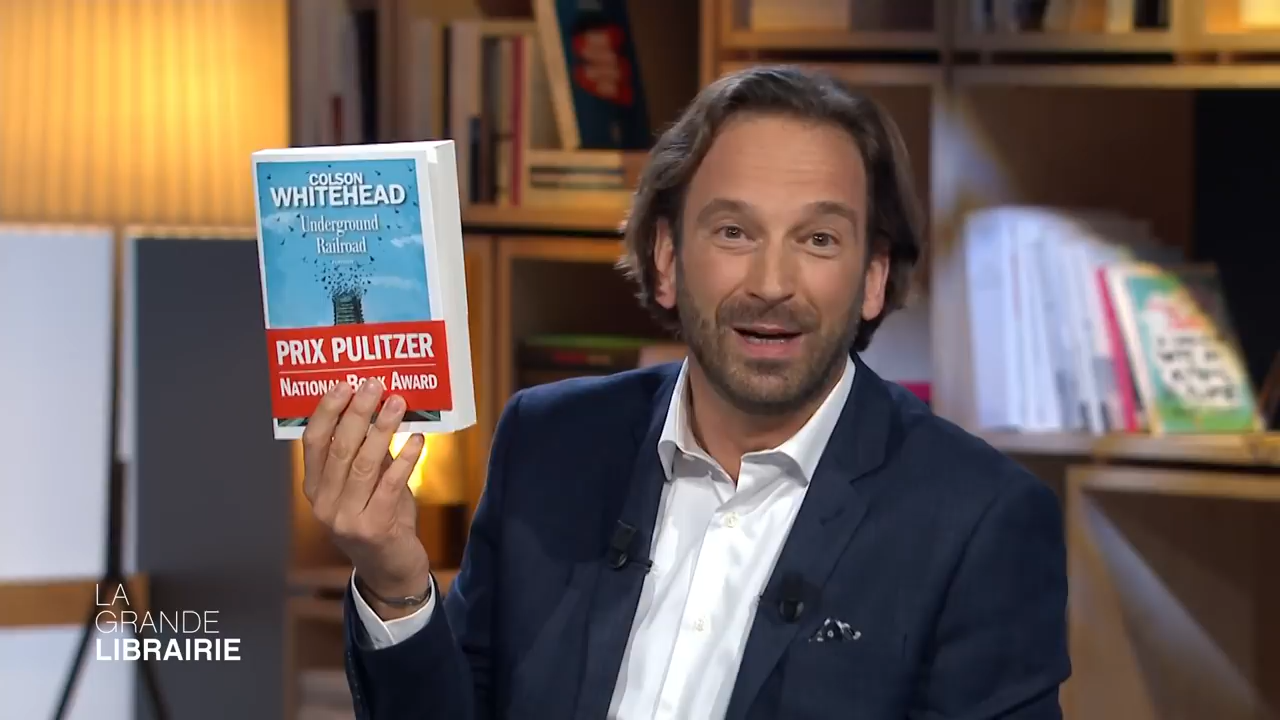 COLSON
WHITEHEAD
Underground
Railroad
PRIX PULITZER
NATIONAL BOOK AWARD
LA
GRANDE
LIBRAIRIE